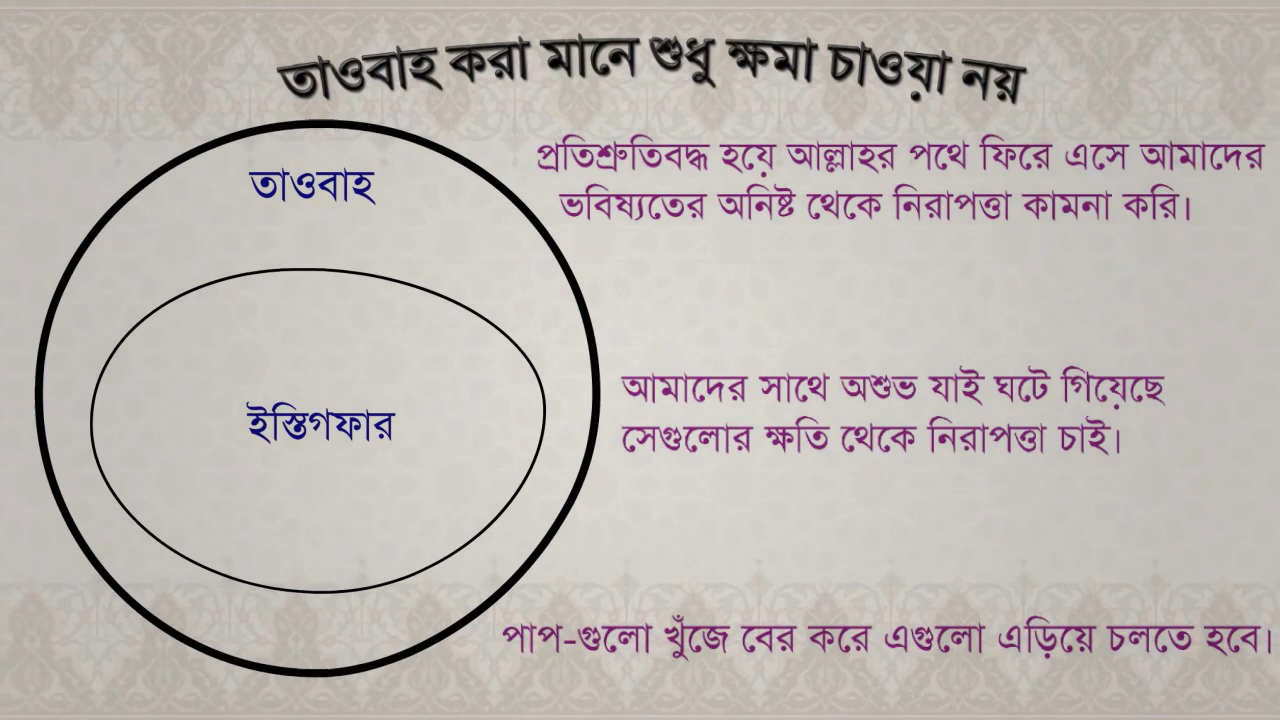 তাওবাহ করা মানে শুধু ক্ষমা চাওয়া নয়
তাওবাহ
প্রতিশ্রুতিবদ্ধ হয়ে আল্লাহর পথে ফিরে এসে আমাদের
ভবিষ্যতের অনিষ্ট থেকে নিরাপত্তা কামনা করি।
ইস্তিগফার
আমাদের সাথে অশুভ যাই ঘটে গিয়েছে
সেগুলোর ক্ষতি থেকে নিরাপত্তা চাই।
পাপ-গুলো খুঁজে বের করে এগুলো এড়িয়ে চলতে হবে।